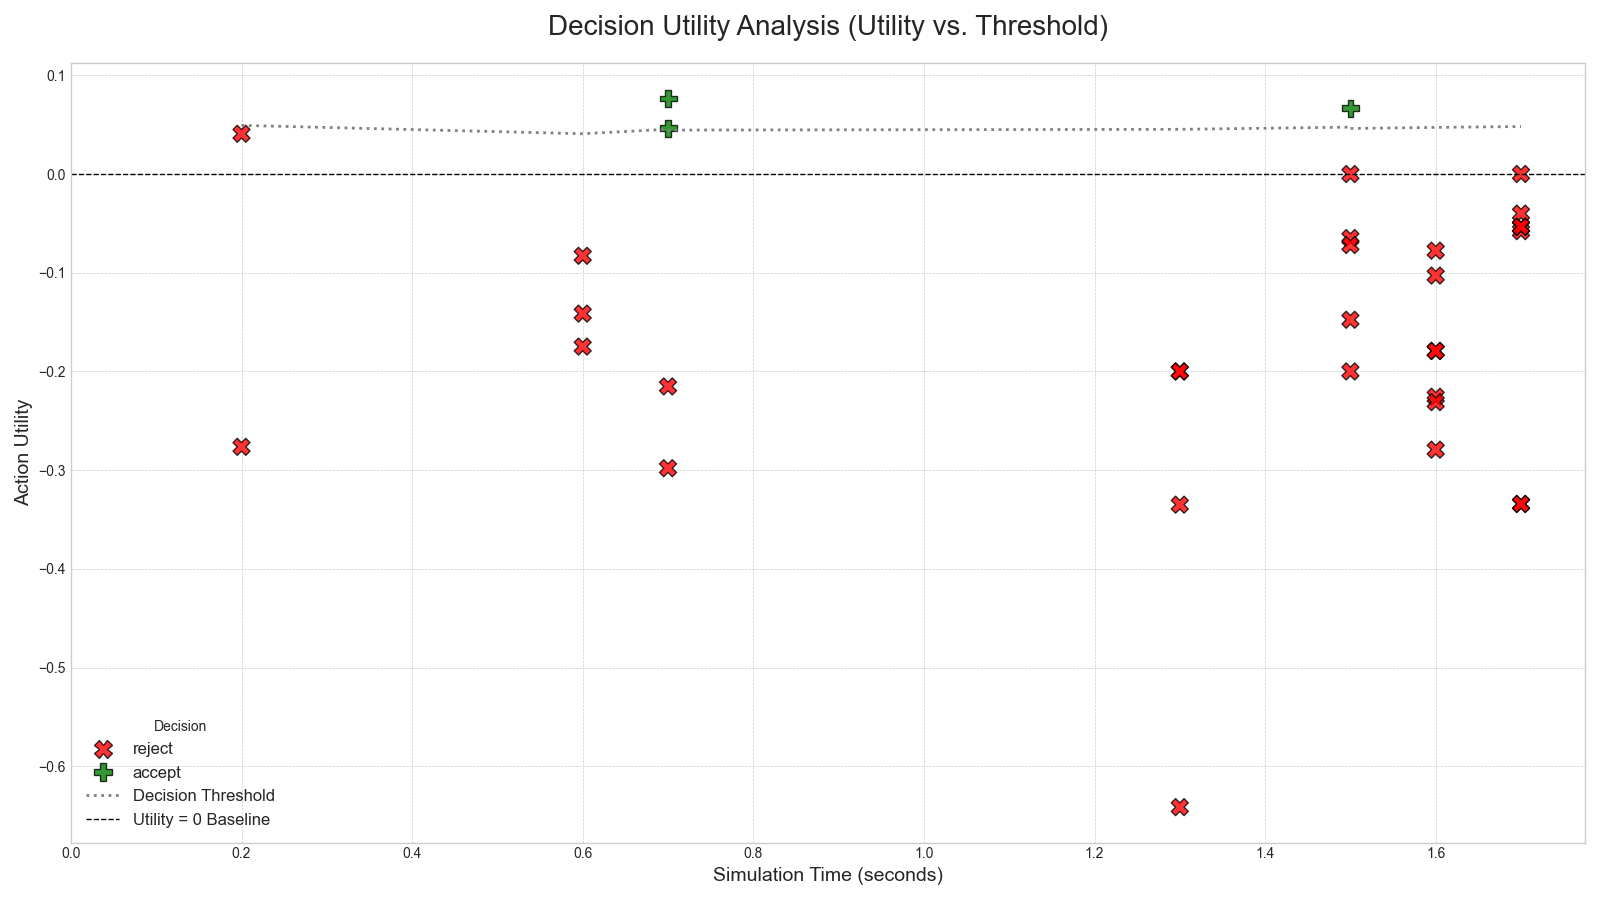 Decision Utility Analysis (Utility vs. Threshold)
Action Utility
0.1
0.0
−0.1
−0.2
−0.3
−0.4
−0.5
−0.6
Decision
reject
accept
Decision Threshold
Utility = 0 Baseline
0.0 0.2 0.4 0.6 0.8 1.0 1.2 1.4 1.6
Simulation Time (seconds)